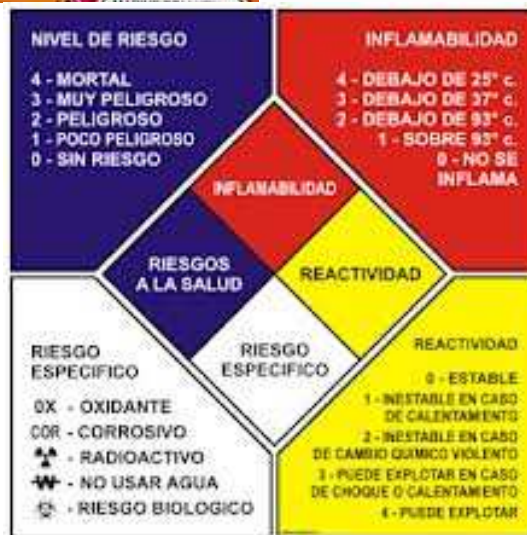 NIVEL DE RIESGO
4 - MORTAL
3 - MUY PELIGROSO
2 - PELIGROSO
1 - POCO PELIGROSO
0 - SIN RIESGO
INFLAMABILIDAD
4 - DEBAJO DE 25° c.
3 - DEBAJO DE 37° c.
2 - DEBAJO DE 93° c.
1 - SOBRE 93° c.
0 - NO SE
INFLAMA
INFLAMABILIDAD
RIESGOS
A LA SALUD
REACTIVIDAD
RIESGO
ESPECIFICO
RIESGO
ESPECIFICO
OX - OXIDANTE
COR - CORROSIVO
- RADIOACTIVO
W - NO USAR AGUA
- RIESGO BIOLOGICO
REACTIVIDAD
0 - ESTABLE
1 - INESTABLE EN CASO
DE CALENTAMIENTO
2 - INESTABLE EN CASO
DE CAMBIO QUIMICO VIOLENTO
3 - PUEDE EXPLOTAR EN CASO
DE CHOQUE O CALENTAMIENTO
4 - PUEDE EXPLOTAR